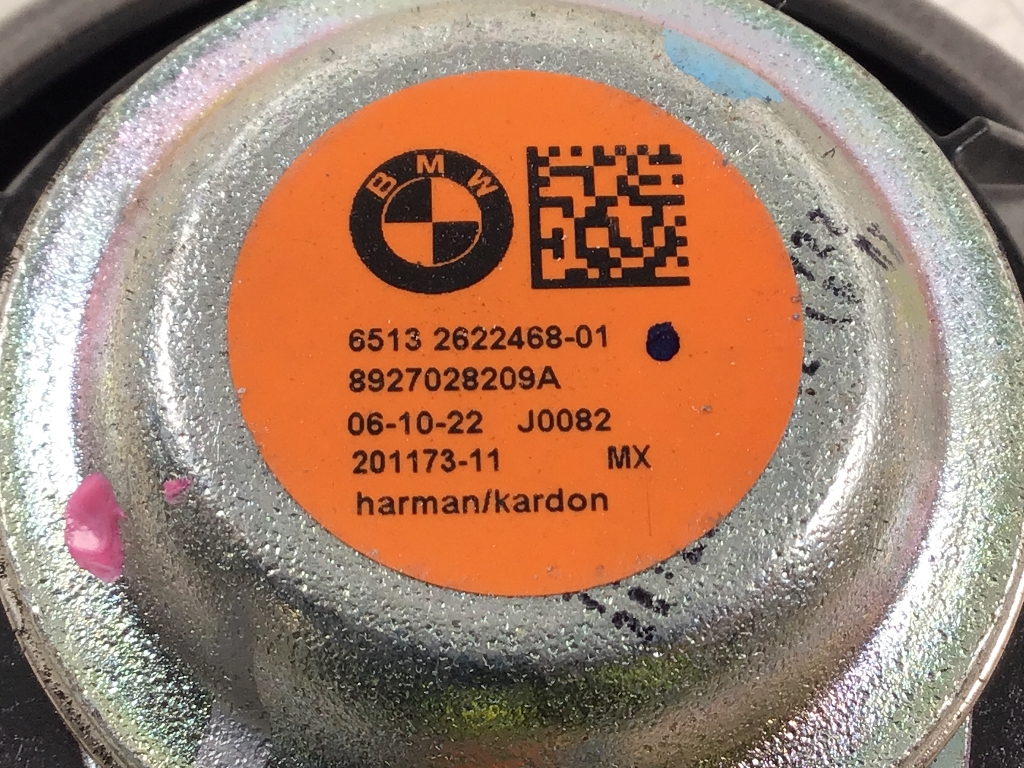 BMW
6513 2622468-01
8927028209A
06-10-22 J0082
201173-11 MX
harman/kardon